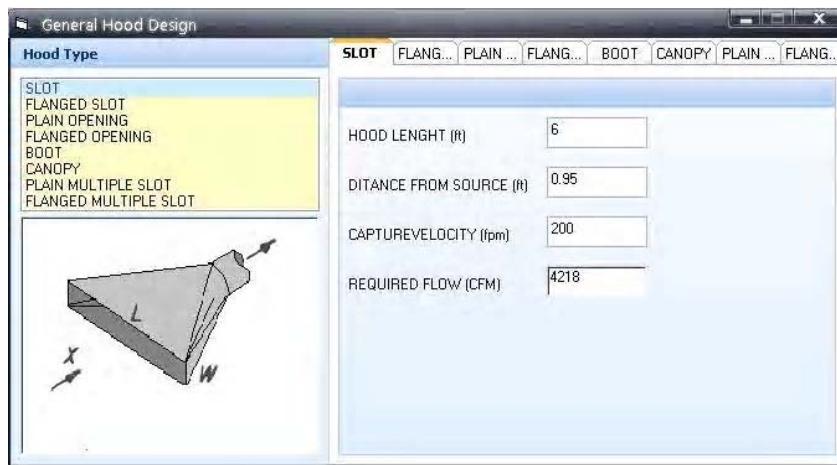 General Hood Design
Hood Type
SLOT
FLANGED SLOT
PLAIN OPENING
FLANGED OPENING
BOOT
CANOPY
PLAIN MULTIPLE SLOT
FLANGED MULTIPLE SLOT
L
X
W
SLOT FLANG... PLAIN ... FLANG... BOOT CANOPY PLAIN ... FLANG..
HOOD LENGHT (ft) 6
DITANCE FROM SOURCE (ft) 0.95
CAPTUREVELOCITY (fpm) 200
REQUIRED FLOW (CFM) 4218